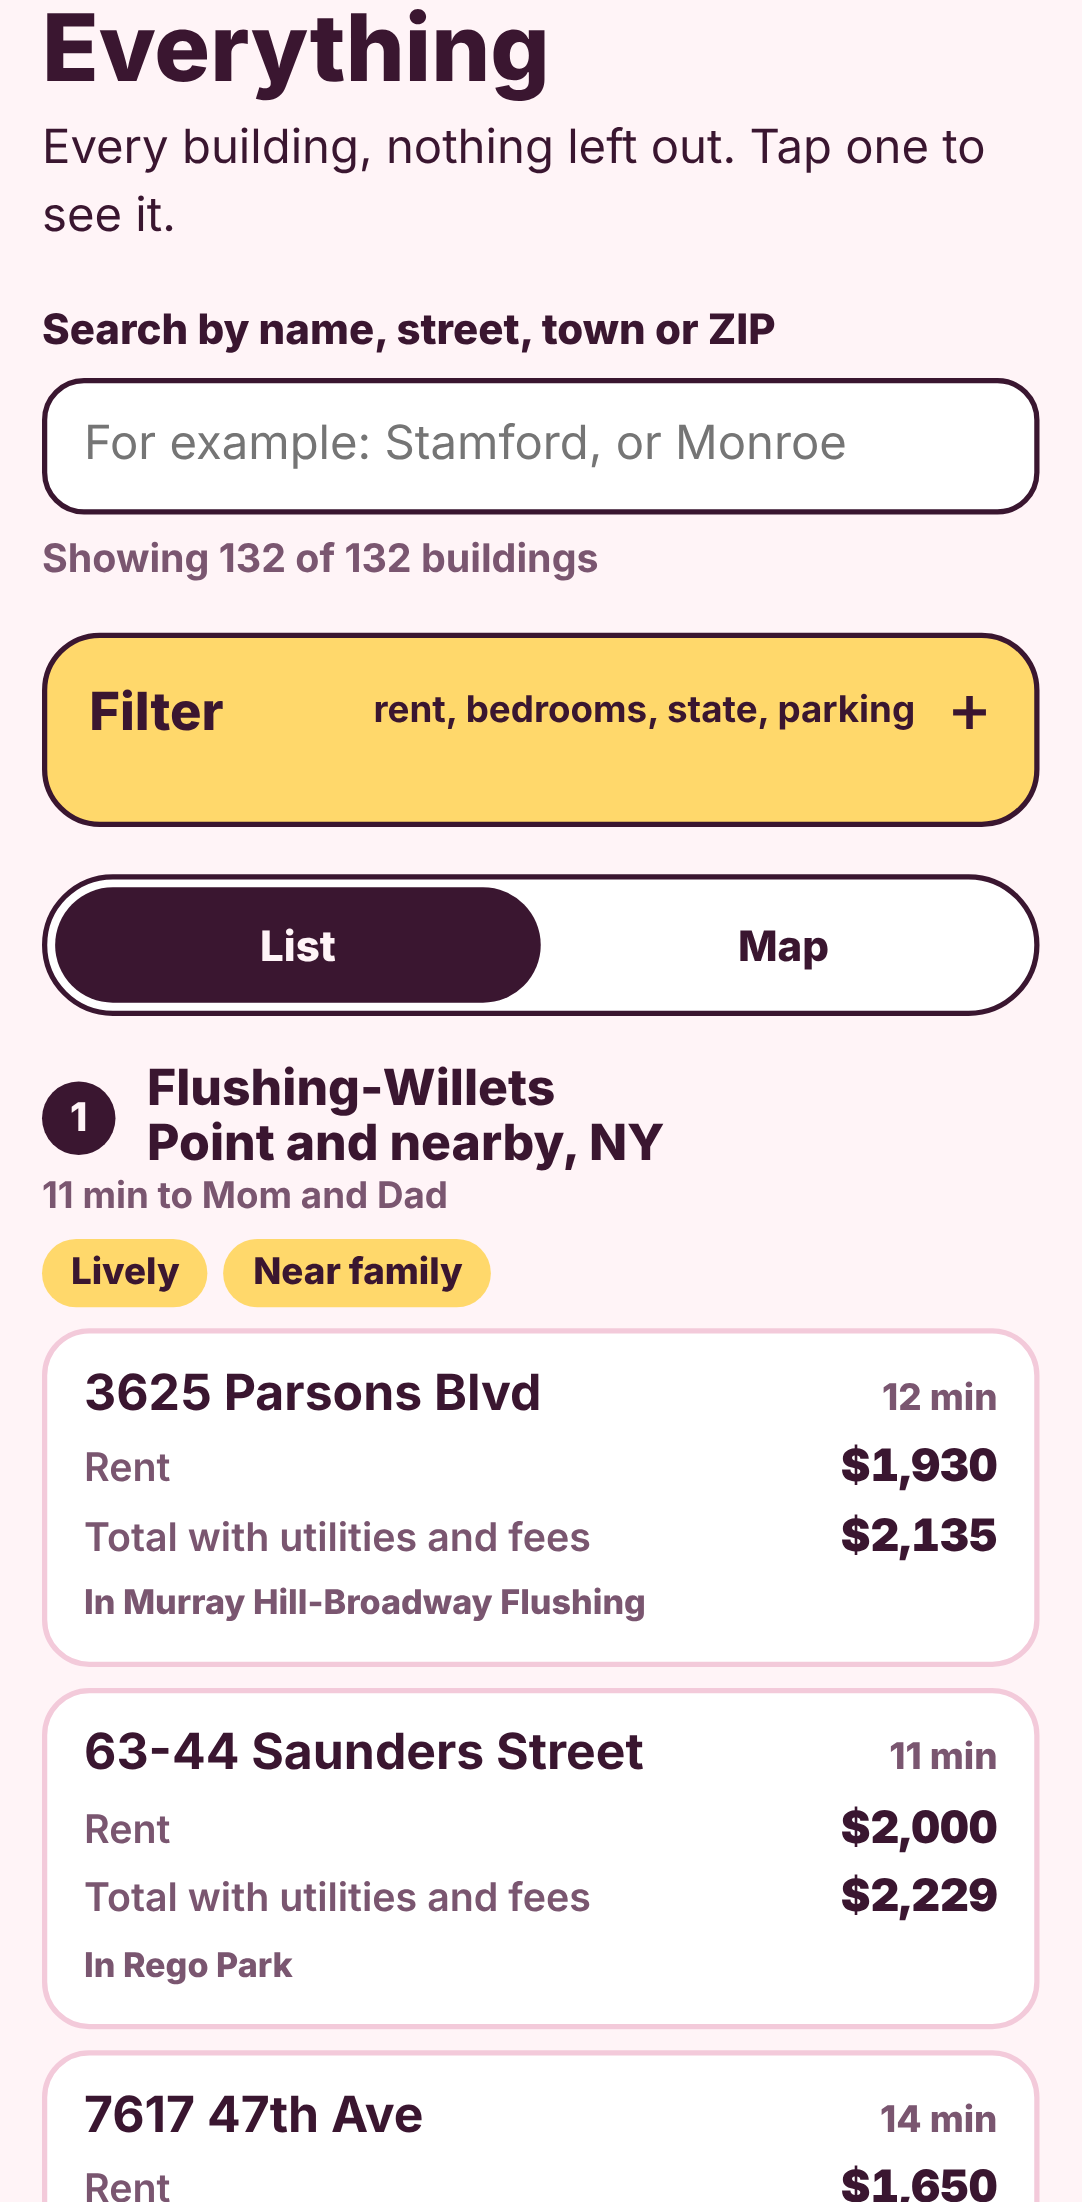 Everything
Every building, nothing left out. Tap one to
see it.
Search by name, street, town or ZIP
For example: Stamford, or Monroe
Showing 132 of 132 buildings
Filter rent, bedrooms, state, parking +
List Map
1 Flushing-Willets
Point and nearby, NY
11 min to Mom and Dad
Lively Near family
3625 Parsons Blvd 12 min
Rent $1,930
Total with utilities and fees $2,135
In Murray Hill-Broadway Flushing
63-44 Saunders Street 11 min
Rent $2,000
Total with utilities and fees $2,229
In Rego Park
7617 47th Ave 14 min
Rent $1,650